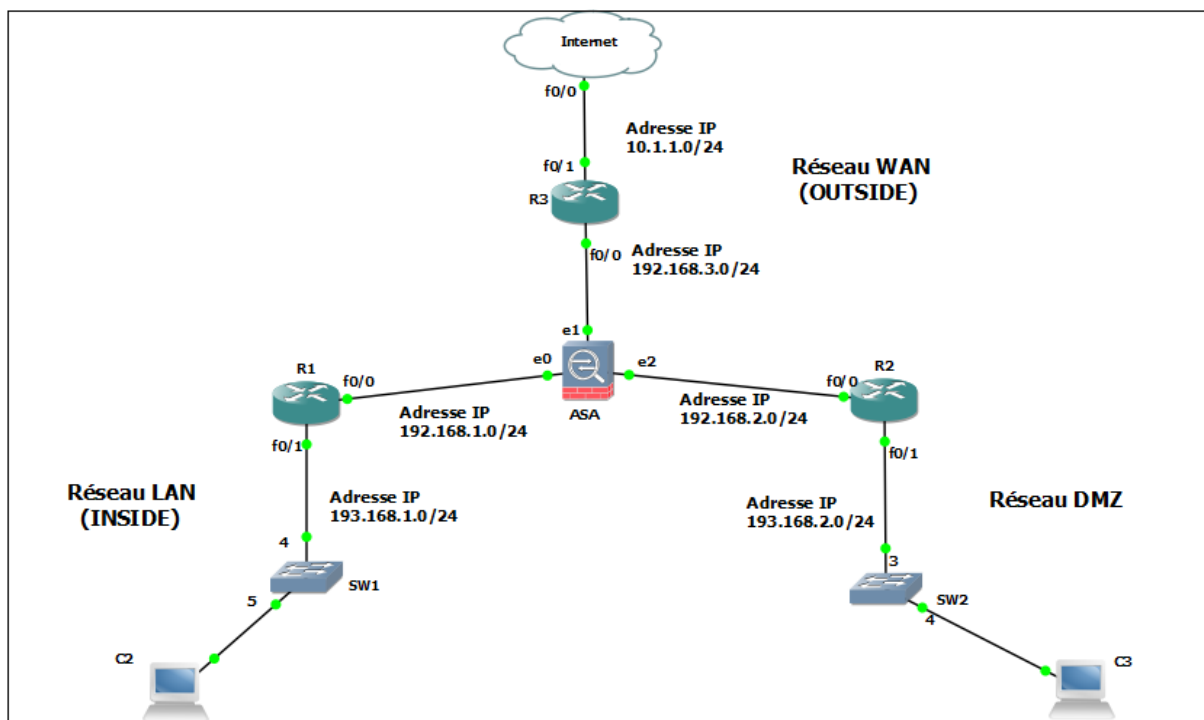 Internet
f0/0
Adresse IP
10.1.1.0/24
f0/1
Réseau WAN
(OUTSIDE)
R3
f0/0
Adresse IP
192.168.3.0/24
e1
e0
e2
ASA
R1
f0/0
Adresse IP
192.168.1.0/24
f0/1
R2
f0/0
Adresse IP
192.168.2.0/24
f0/1
Réseau LAN
(INSIDE)
Adresse IP
193.168.1.0/24
4
SW1
5
C2
Réseau DMZ
Adresse IP
193.168.2.0/24
3
SW2
4
C3